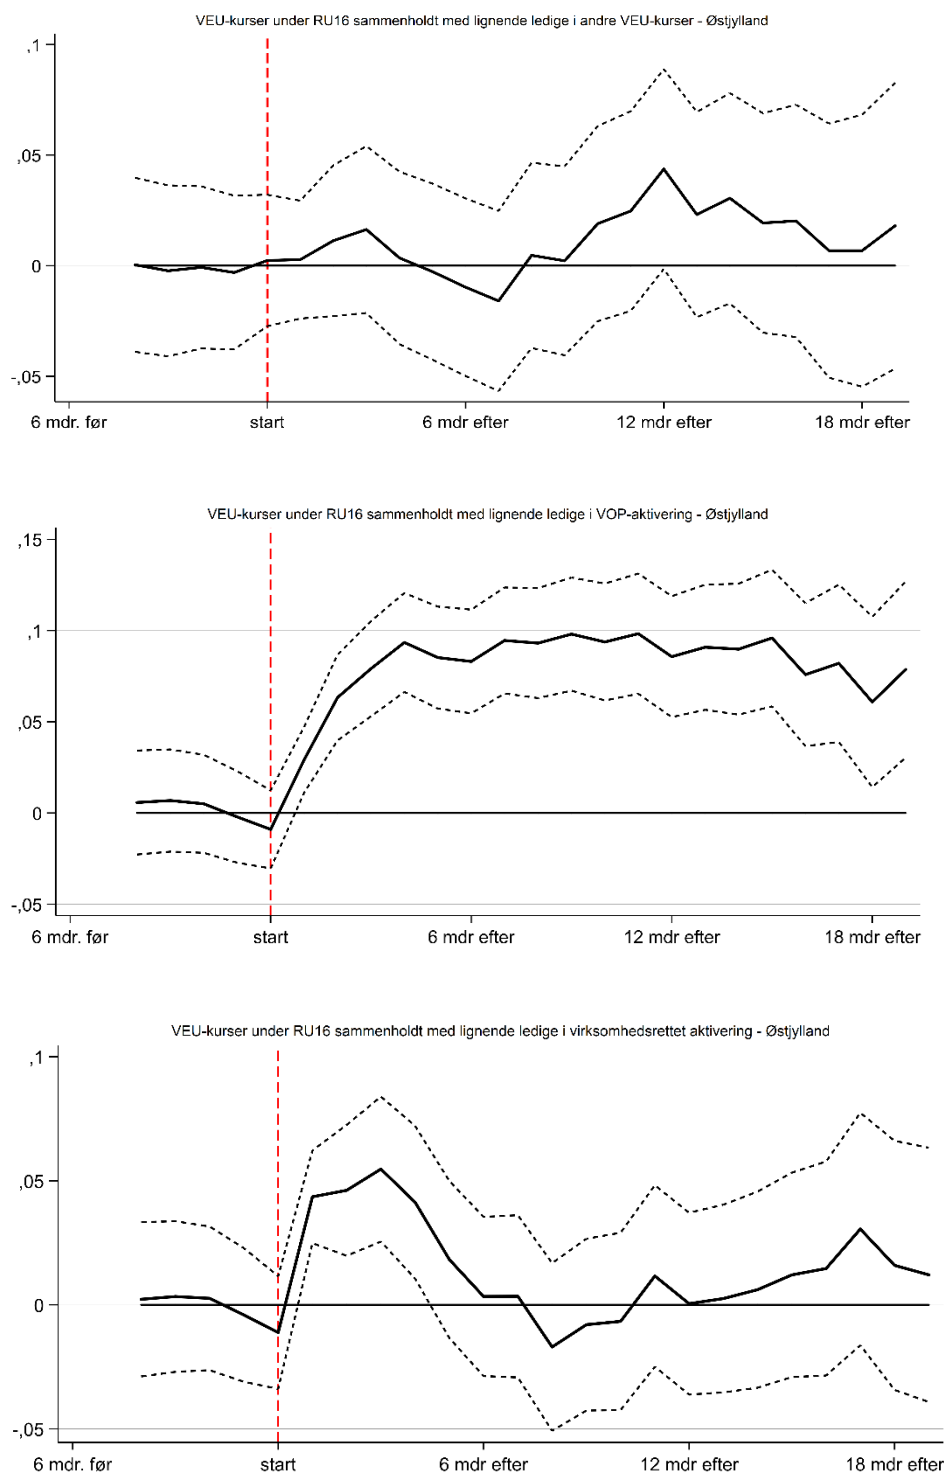 VEU-kurser under RU16 sammenholdt med lignende ledige i andre VEU-kurser - Østjylland
,1
,05
0
-,05
6 mdr. før start 6 mdr efter 12 mdr efter 18 mdr efter
VEU-kurser under RU16 sammenholdt med lignende ledige i VOP-aktivering - Østjylland
,15
,1
,05
0
-,05
6 mdr. før start 6 mdr efter 12 mdr efter 18 mdr efter
VEU-kurser under RU16 sammenholdt med lignende ledige i virksomhedsrettet aktivering - Østjylland
,1
,05
0
-,05
6 mdr. før start 6 mdr efter 12 mdr efter 18 mdr efter